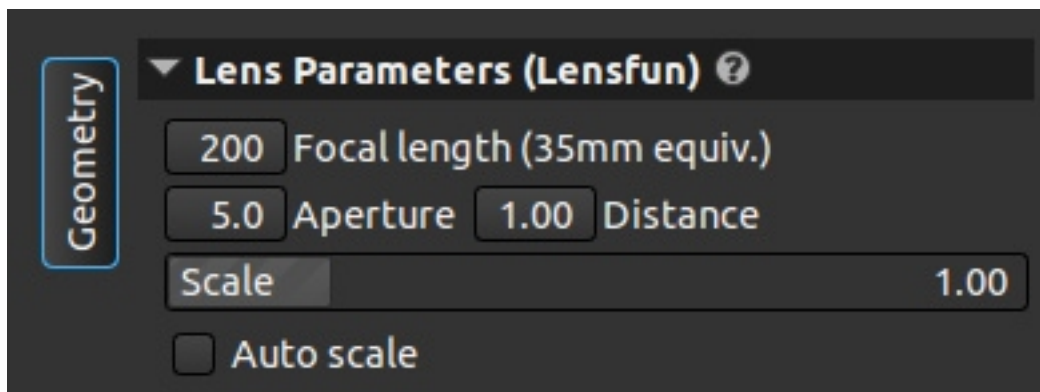 Geometry
Lens Parameters (Lensfun) ?
200 Focal length (35mm equiv.)
5.0 Aperture 1.00 Distance
Scale 1.00
Auto scale